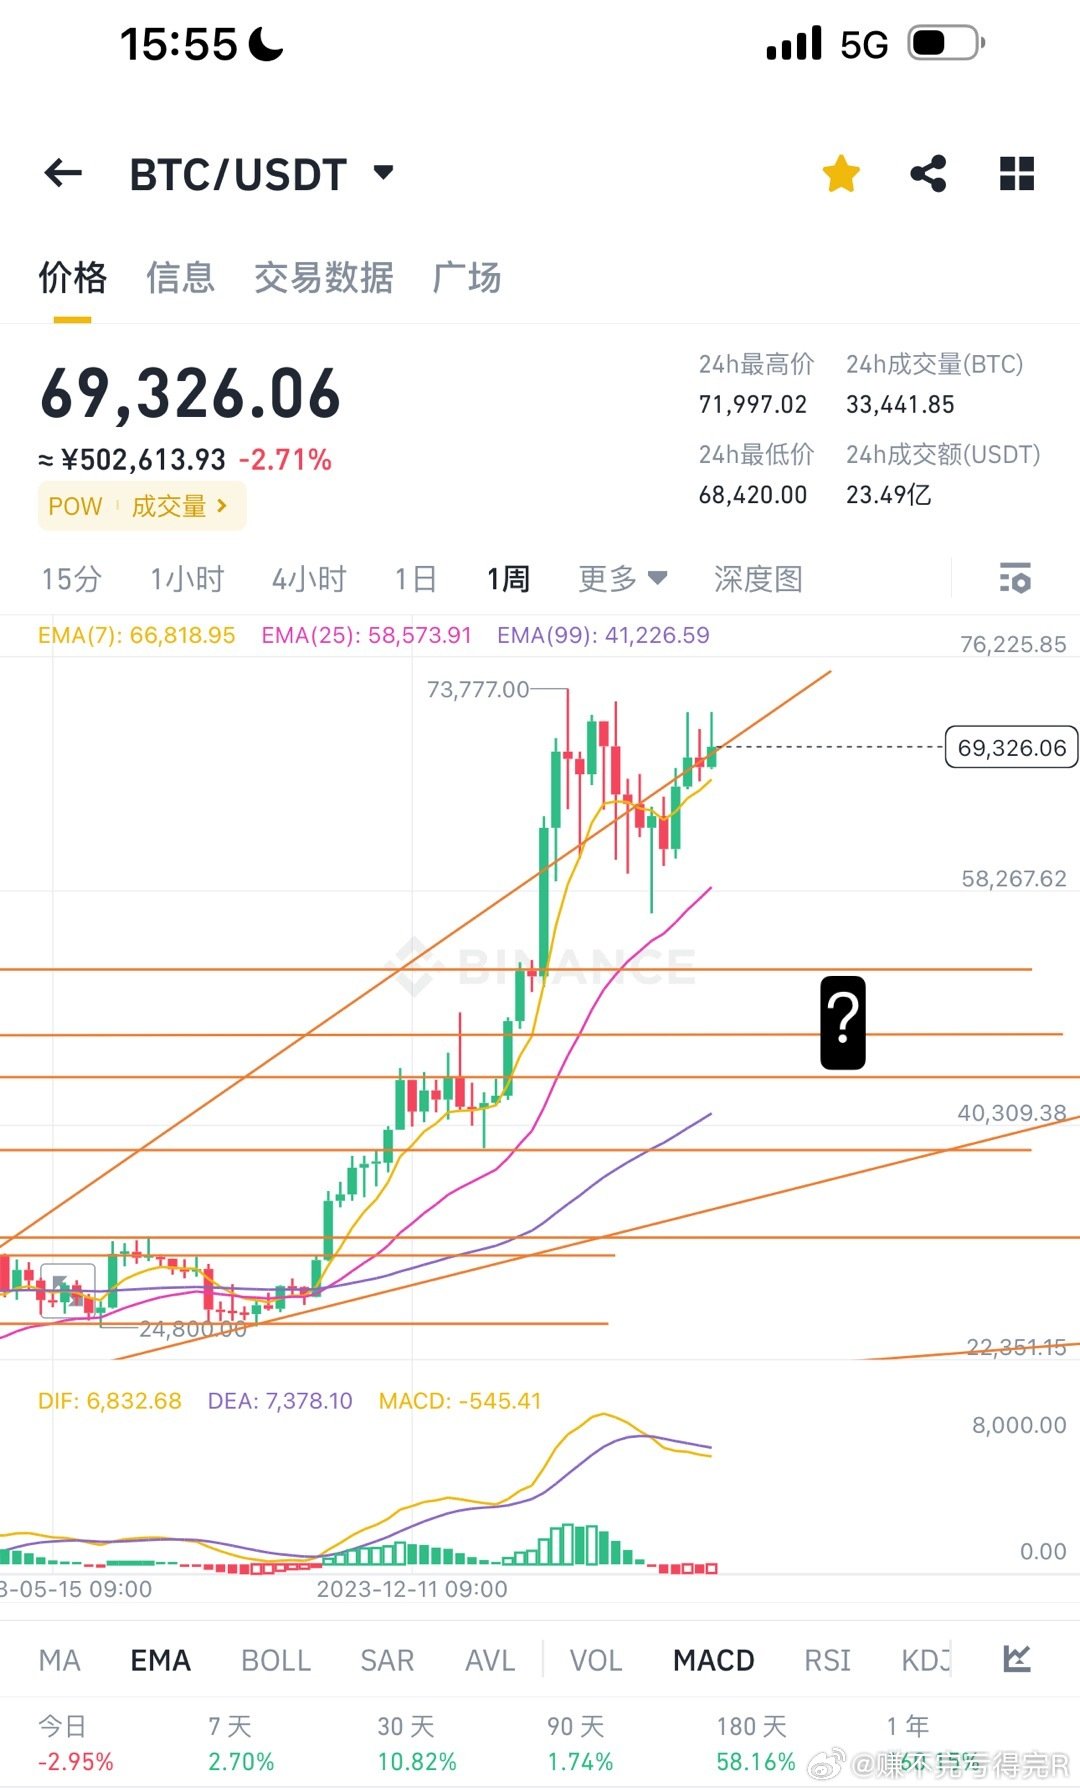 15:55 5G
BTC/USDT
价格 信息 交易数据 广场
69,326.06
≈ ¥502,613.93 -2.71%
POW 成交量
24h最高价 24h成交量(BTC)
71,997.02 33,441.85
24h最低价 24h成交额(USDT)
68,420.00 23.49亿
15分 1小时 4小时 1日 1周 更多 深度图
EMA(7): 66,818.95 EMA(25): 58,573.91 EMA(99): 41,226.59
76,225.85
73,777.00
69,326.06
58,267.62
BINANCE
?
40,309.38
24,800.00
22,351.15
DIF: 6,832.68 DEA: 7,378.10 MACD: -545.41
8,000.00
0.00
3-05-15 09:00 2023-12-11 09:00
MA EMA BOLL SAR AVL VOL MACD RSI KDJ
今日 7 天 30 天 90 天 180 天 1 年
-2.95% 2.70% 10.82% 1.74% 58.16%
@赚不完亏得完R